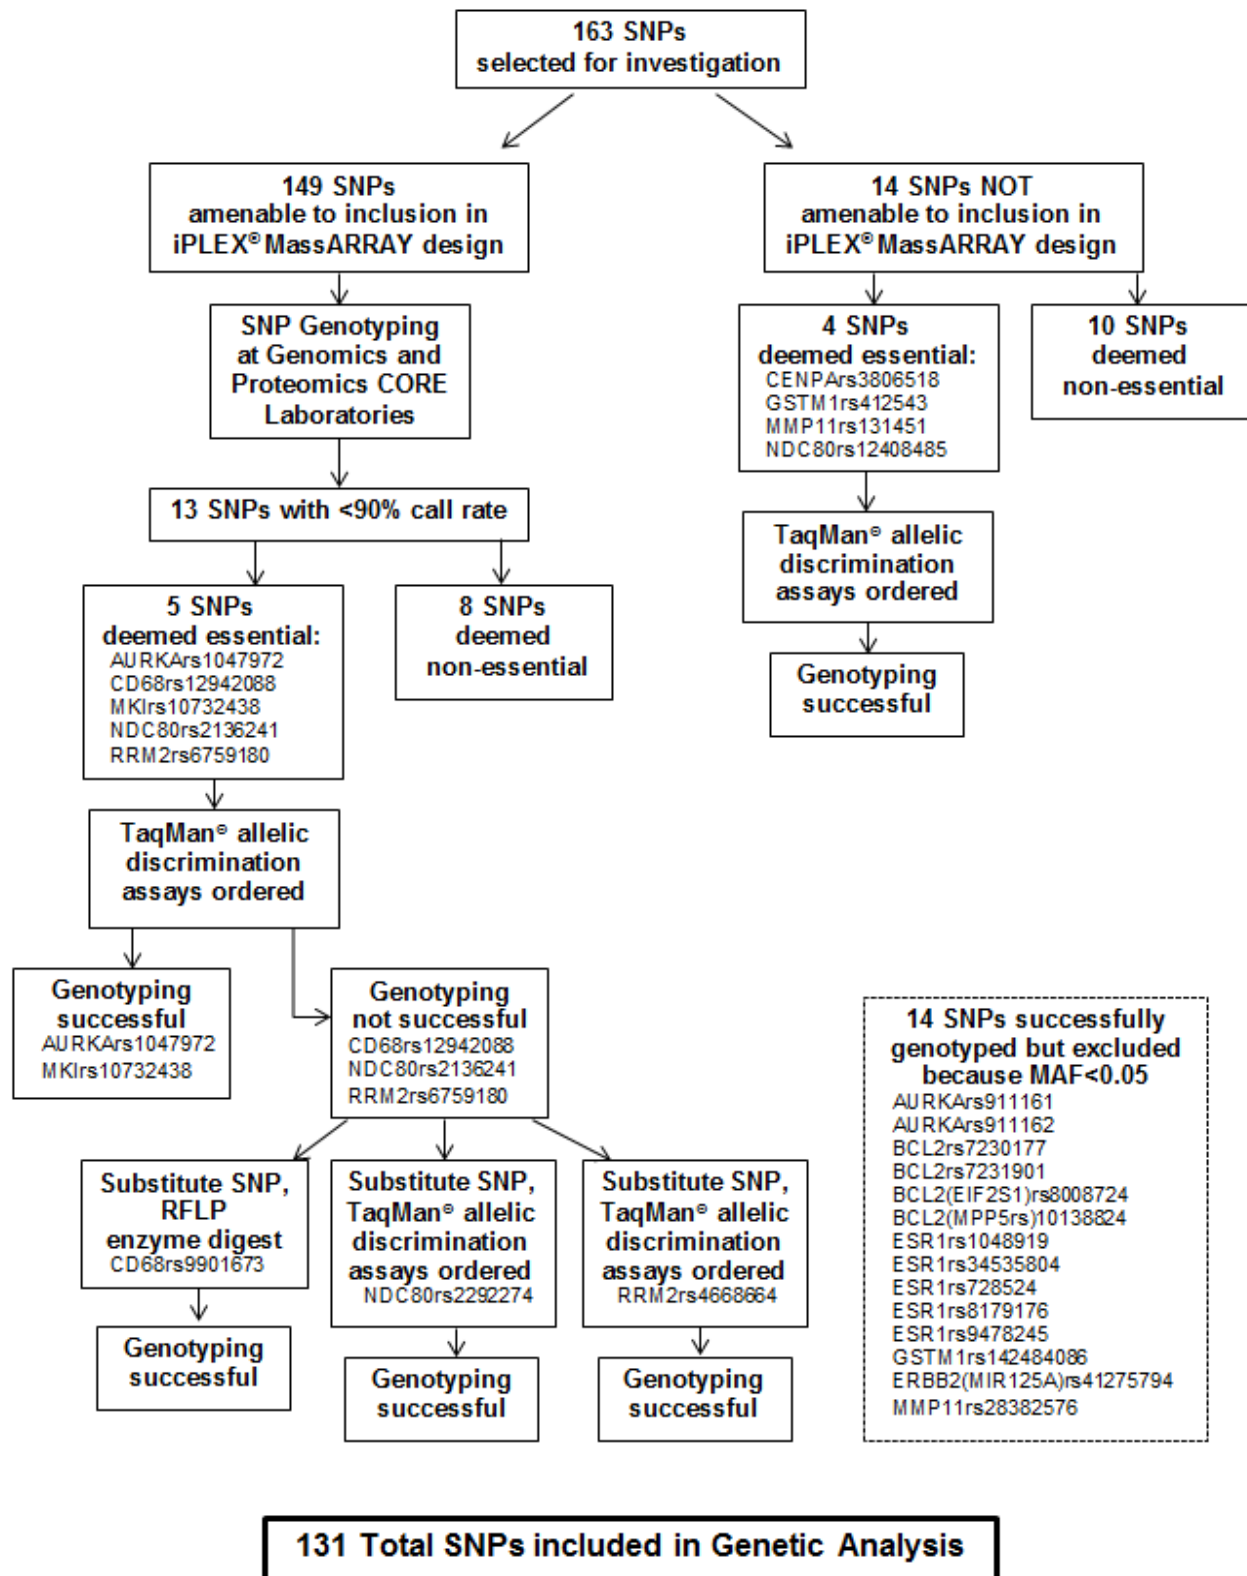 163 SNPs
selected for investigation
149 SNPs
amenable to inclusion in
iPLEX® MassARRAY design
14 SNPs NOT
amenable to inclusion in
iPLEX® MassARRAY design
SNP Genotyping
at Genomics and
Proteomics CORE
Laboratories
4 SNPs
deemed essential:
CENPArs3806518
GSTM1rs412543
MMP11rs131451
NDC80rs12408485
10 SNPs
deemed
non-essential
13 SNPs with <90% call rate
TaqMan® allelic
discrimination
assays ordered
5 SNPs
deemed essential:
AURKArs1047972
CD68rs12942088
MKIrs10732438
NDC80rs2136241
RRM2rs6759180
8 SNPs
deemed
non-essential
Genotyping
successful
TaqMan® allelic
discrimination
assays ordered
Genotyping
successful
AURKArs1047972
MKIrs10732438
Genotyping
not successful
CD68rs12942088
NDC80rs2136241
RRM2rs6759180
14 SNPs successfully
genotyped but excluded
because MAF<0.05
AURKArs911161
AURKArs911162
BCL2rs7230177
BCL2rs7231901
BCL2(EIF2S1)rs8008724
BCL2(MPP5rs)10138824
ESR1rs1048919
ESR1rs34535804
ESR1rs728524
ESR1rs8179176
ESR1rs9478245
GSTM1rs142484086
ERBB2(MIR125A)rs41275794
MMP11rs28382576
Substitute SNP,
RFLP
enzyme digest
CD68rs9901673
Substitute SNP,
TaqMan® allelic
discrimination
assays ordered
NDC80rs2292274
Substitute SNP,
TaqMan® allelic
discrimination
assays ordered
RRM2rs4668664
Genotyping
successful
Genotyping
successful
Genotyping
successful
131 Total SNPs included in Genetic Analysis